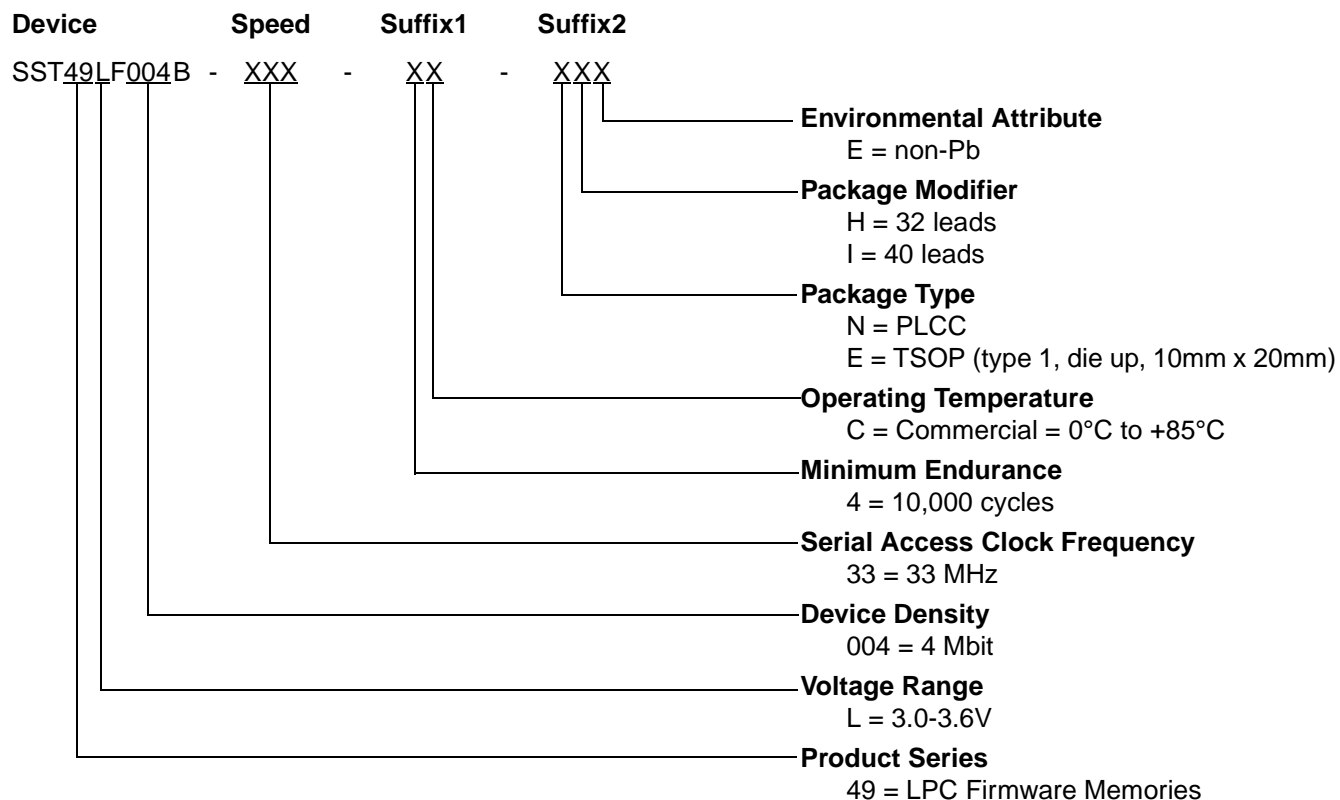 Device Speed Suffix1 Suffix2
SST49LF004B - XXX - XX - XXX
Environmental Attribute
E = non-Pb
Package Modifier
H = 32 leads
I = 40 leads
Package Type
N = PLCC
E = TSOP (type 1, die up, 10mm x 20mm)
Operating Temperature
C = Commercial = 0°C to +85°C
Minimum Endurance
4 = 10,000 cycles
Serial Access Clock Frequency
33 = 33 MHz
Device Density
004 = 4 Mbit
Voltage Range
L = 3.0-3.6V
Product Series
49 = LPC Firmware Memories